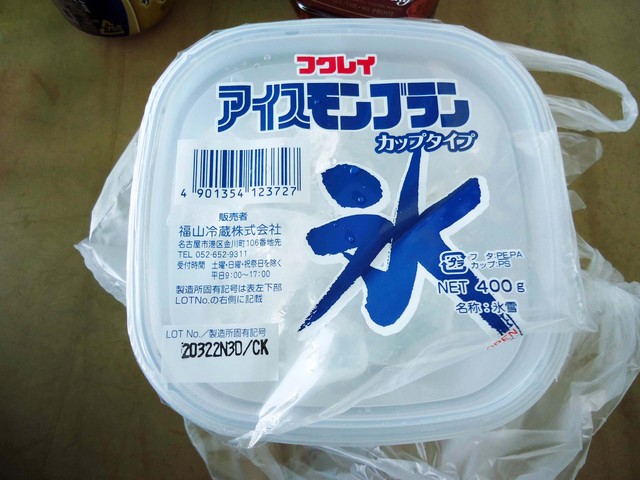 フクレイ
アイスモンブラン
カップタイプ
氷
4 901354 123727
販売者
福山冷蔵株式会社
名古屋市港区金川町106番地先
TEL 052-652-9311
受付時間 土曜・日曜・祝祭日を除く
平日9:00〜17:00
製造所固有記号は表左下部
LOTNo.の右側に記載
プラ
フタ:PE,PA
カップ:PS
NET 400g
名称:氷雪
OPEN
LOT No./製造所固有記号
20322N3D/CK